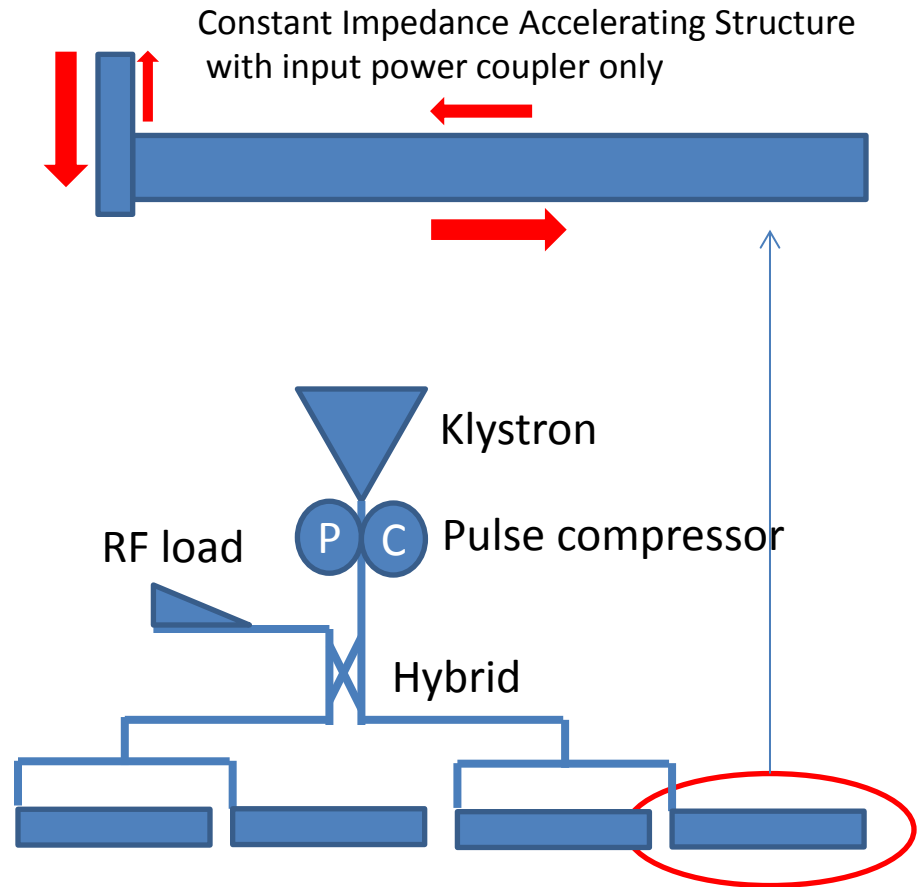 Constant Impedance Accelerating Structure
with input power coupler only
Klystron
P C Pulse compressor
RF load
Hybrid